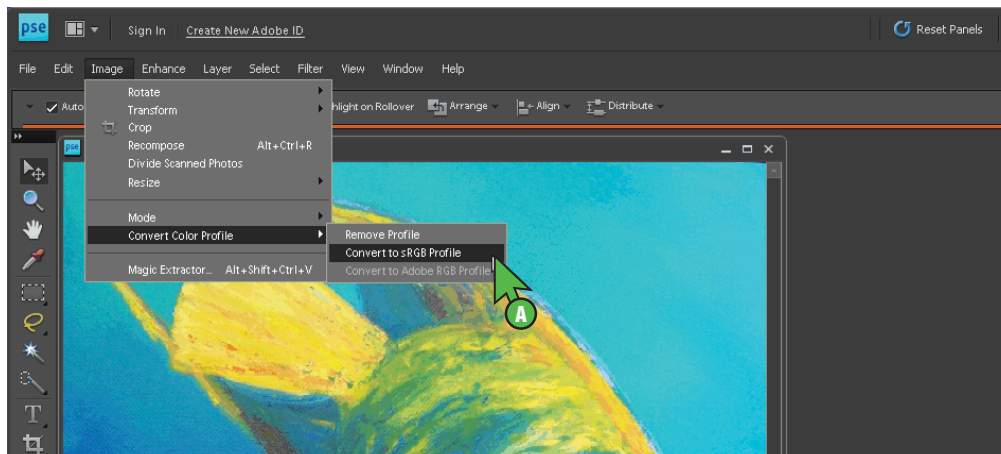 pse Sign In Create New Adobe ID Reset Panels
File Edit Image Enhance Layer Select Filter View Window Help
Auto hlight on Rollover Arrange Align Distribute
Rotate
Transform
Crop
Recompose Alt+Ctrl+R
Divide Scanned Photos
Resize
pse
Mode
Convert Color Profile
Magic Extractor... Alt+Shift+Ctrl+V
Remove Profile
Convert to sRGB Profile
Convert to Adobe RGB Profile
A
T